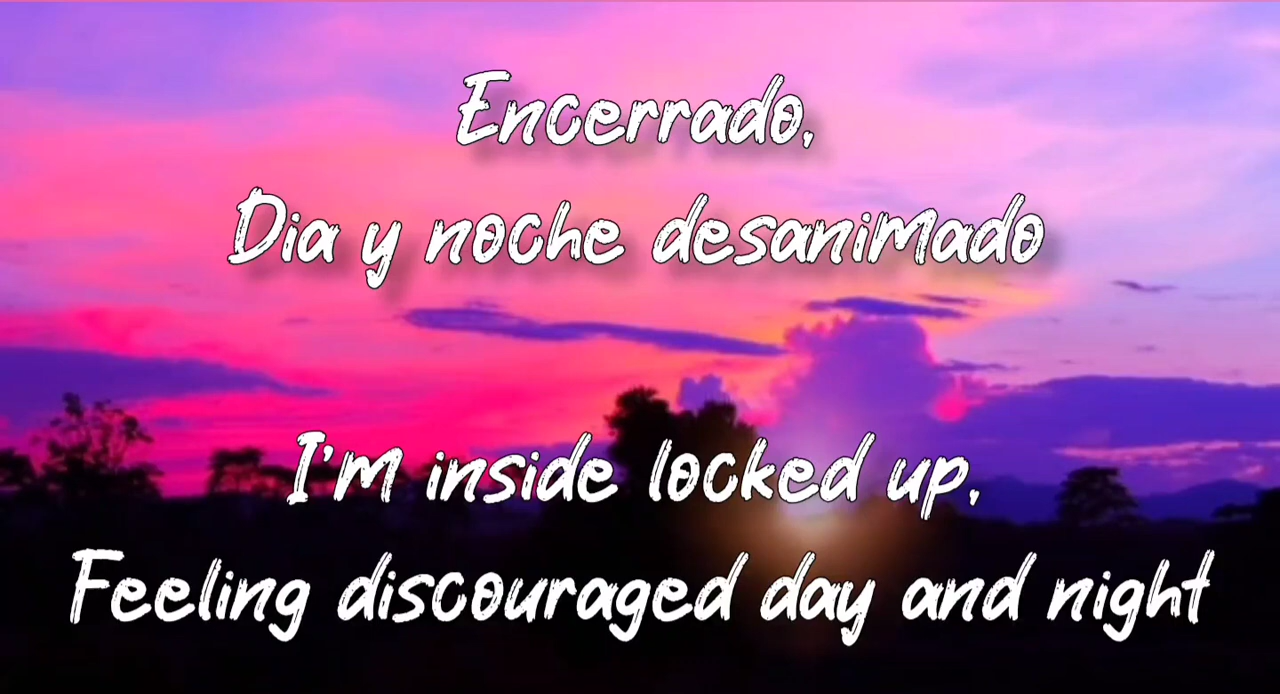 Encerrado,
Dia y noche desanimado
I'm inside locked up,
Feeling discouraged day and night